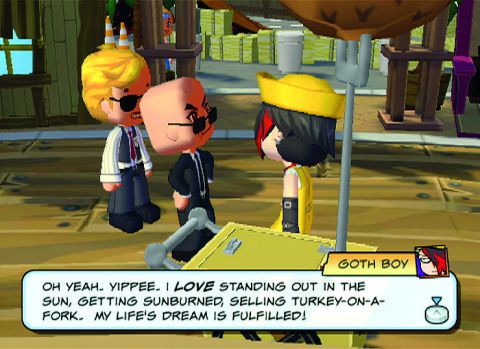 GOTH BOY
OH YEAH. YIPPEE. I LOVE STANDING OUT IN THE
SUN, GETTING SUNBURNED, SELLING TURKEY-ON-A-
FORK. MY LIFE'S DREAM IS FULFILLED!